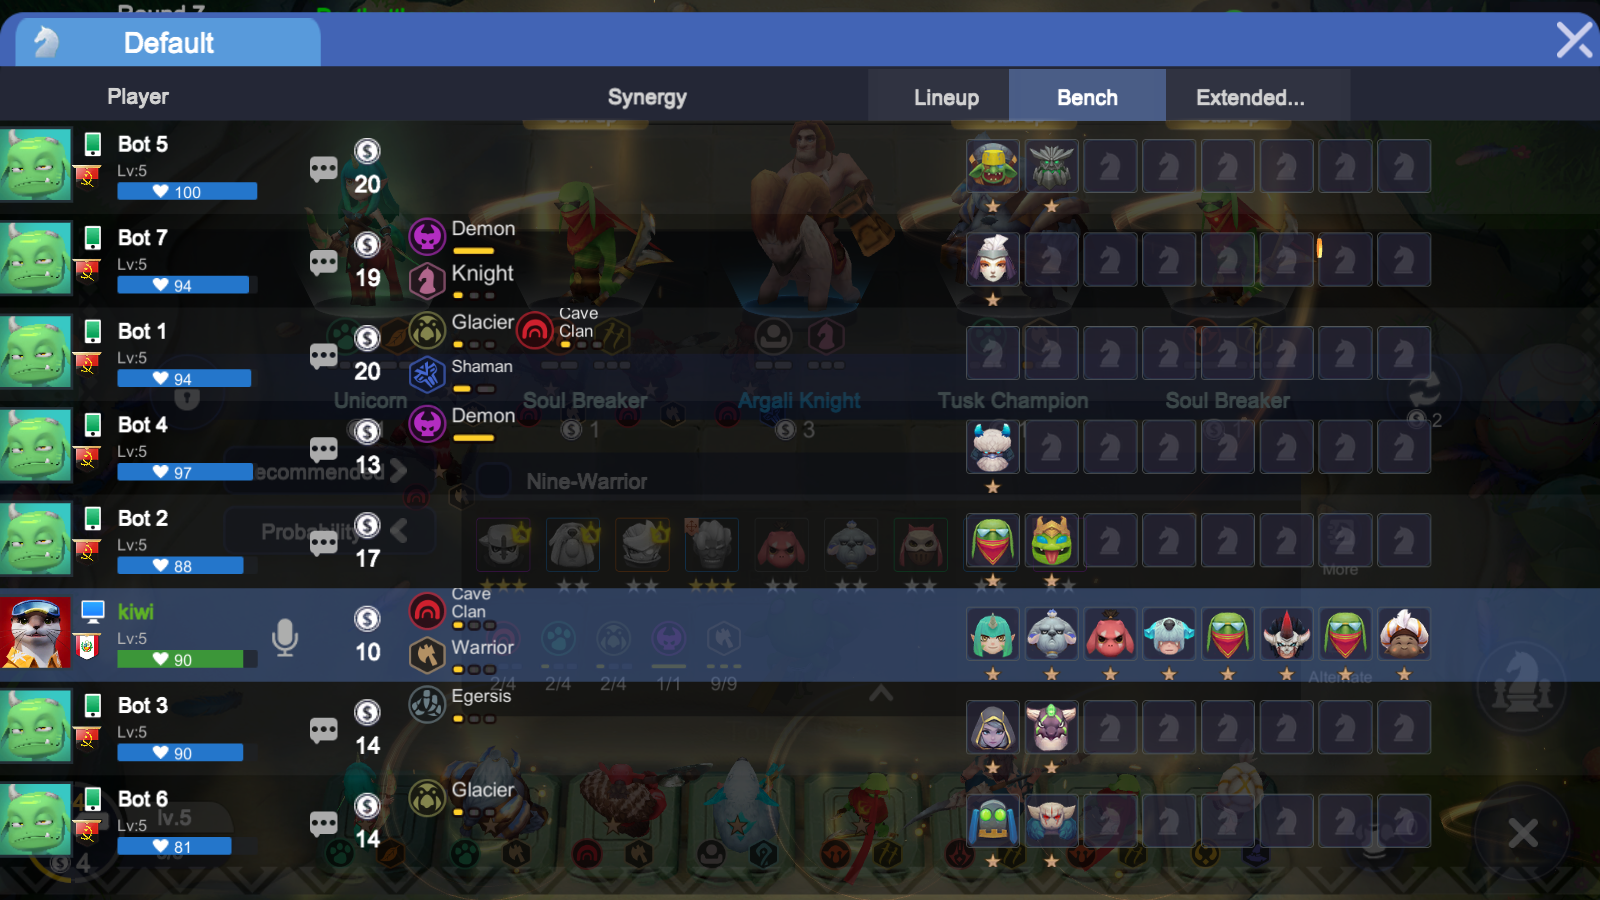 Round 7
Default
Player
Synergy
Lineup
Bench
Extended...
Bot 5
Lv:5
100
20
Bot 7
Lv:5
94
19
Demon
Knight
Bot 1
Lv:5
94
20
Glacier
Cave
Clan
Shaman
Unicorn
Soul Breaker
1
Argali Knight
3
Tusk Champion
1
Soul Breaker
1
2
Bot 4
Lv:5
97
13
Demon
ecommended
Nine-Warrior
Bot 2
Lv:5
88
17
Probability
More
kiwi
Lv:5
90
10
Cave
Clan
Warrior
2/4
2/4
2/4
1/1
9/9
Alternate
Bot 3
Lv:5
90
14
Egersis
Bot 6
Lv:5
81
14
Glacier
lv.5
4